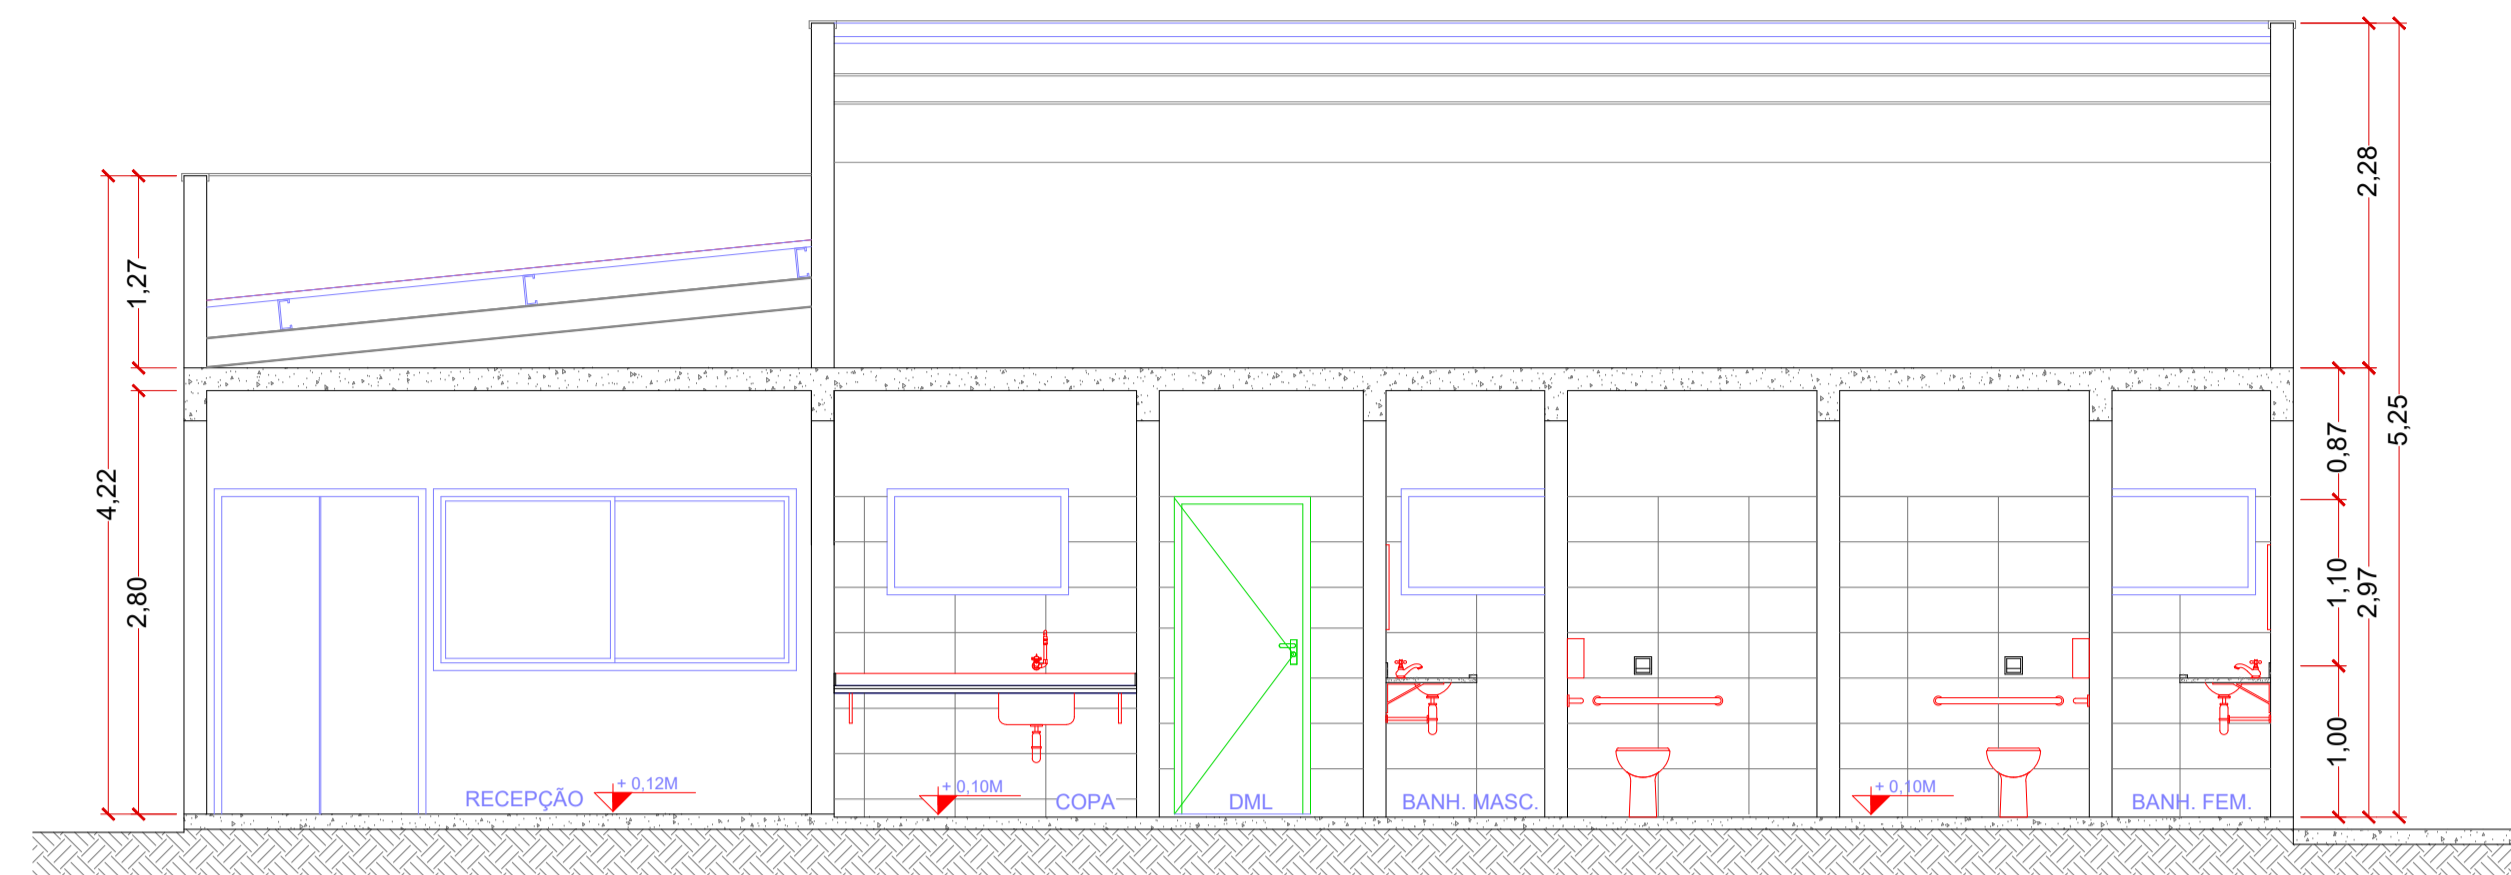 2,28
1,27
5,25
0,87
4,22
1,10
2,97
2,80
1,00
RECEPÇÃO
+ 0,12M
+ 0,10M
COPA
DML
BANH. MASC.
+ 0,10M
BANH. FEM.